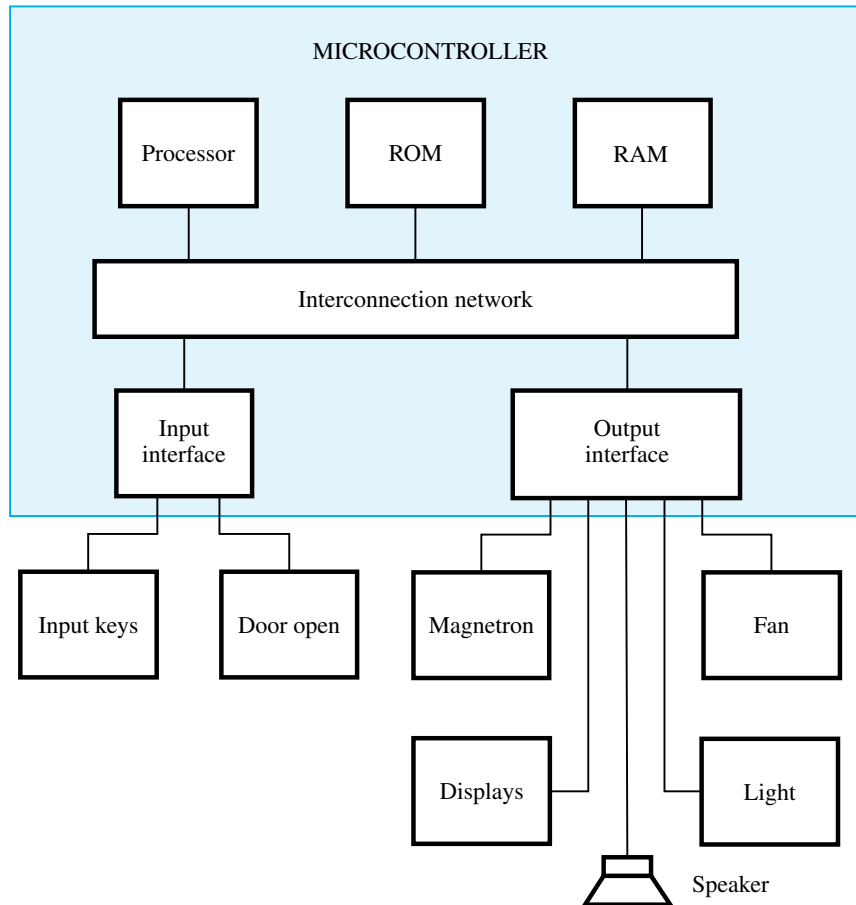 MICROCONTROLLER
Processor
ROM
RAM
Interconnection network
Input
interface
Output
interface
Input keys
Door open
Magnetron
Fan
Displays
Light
Speaker